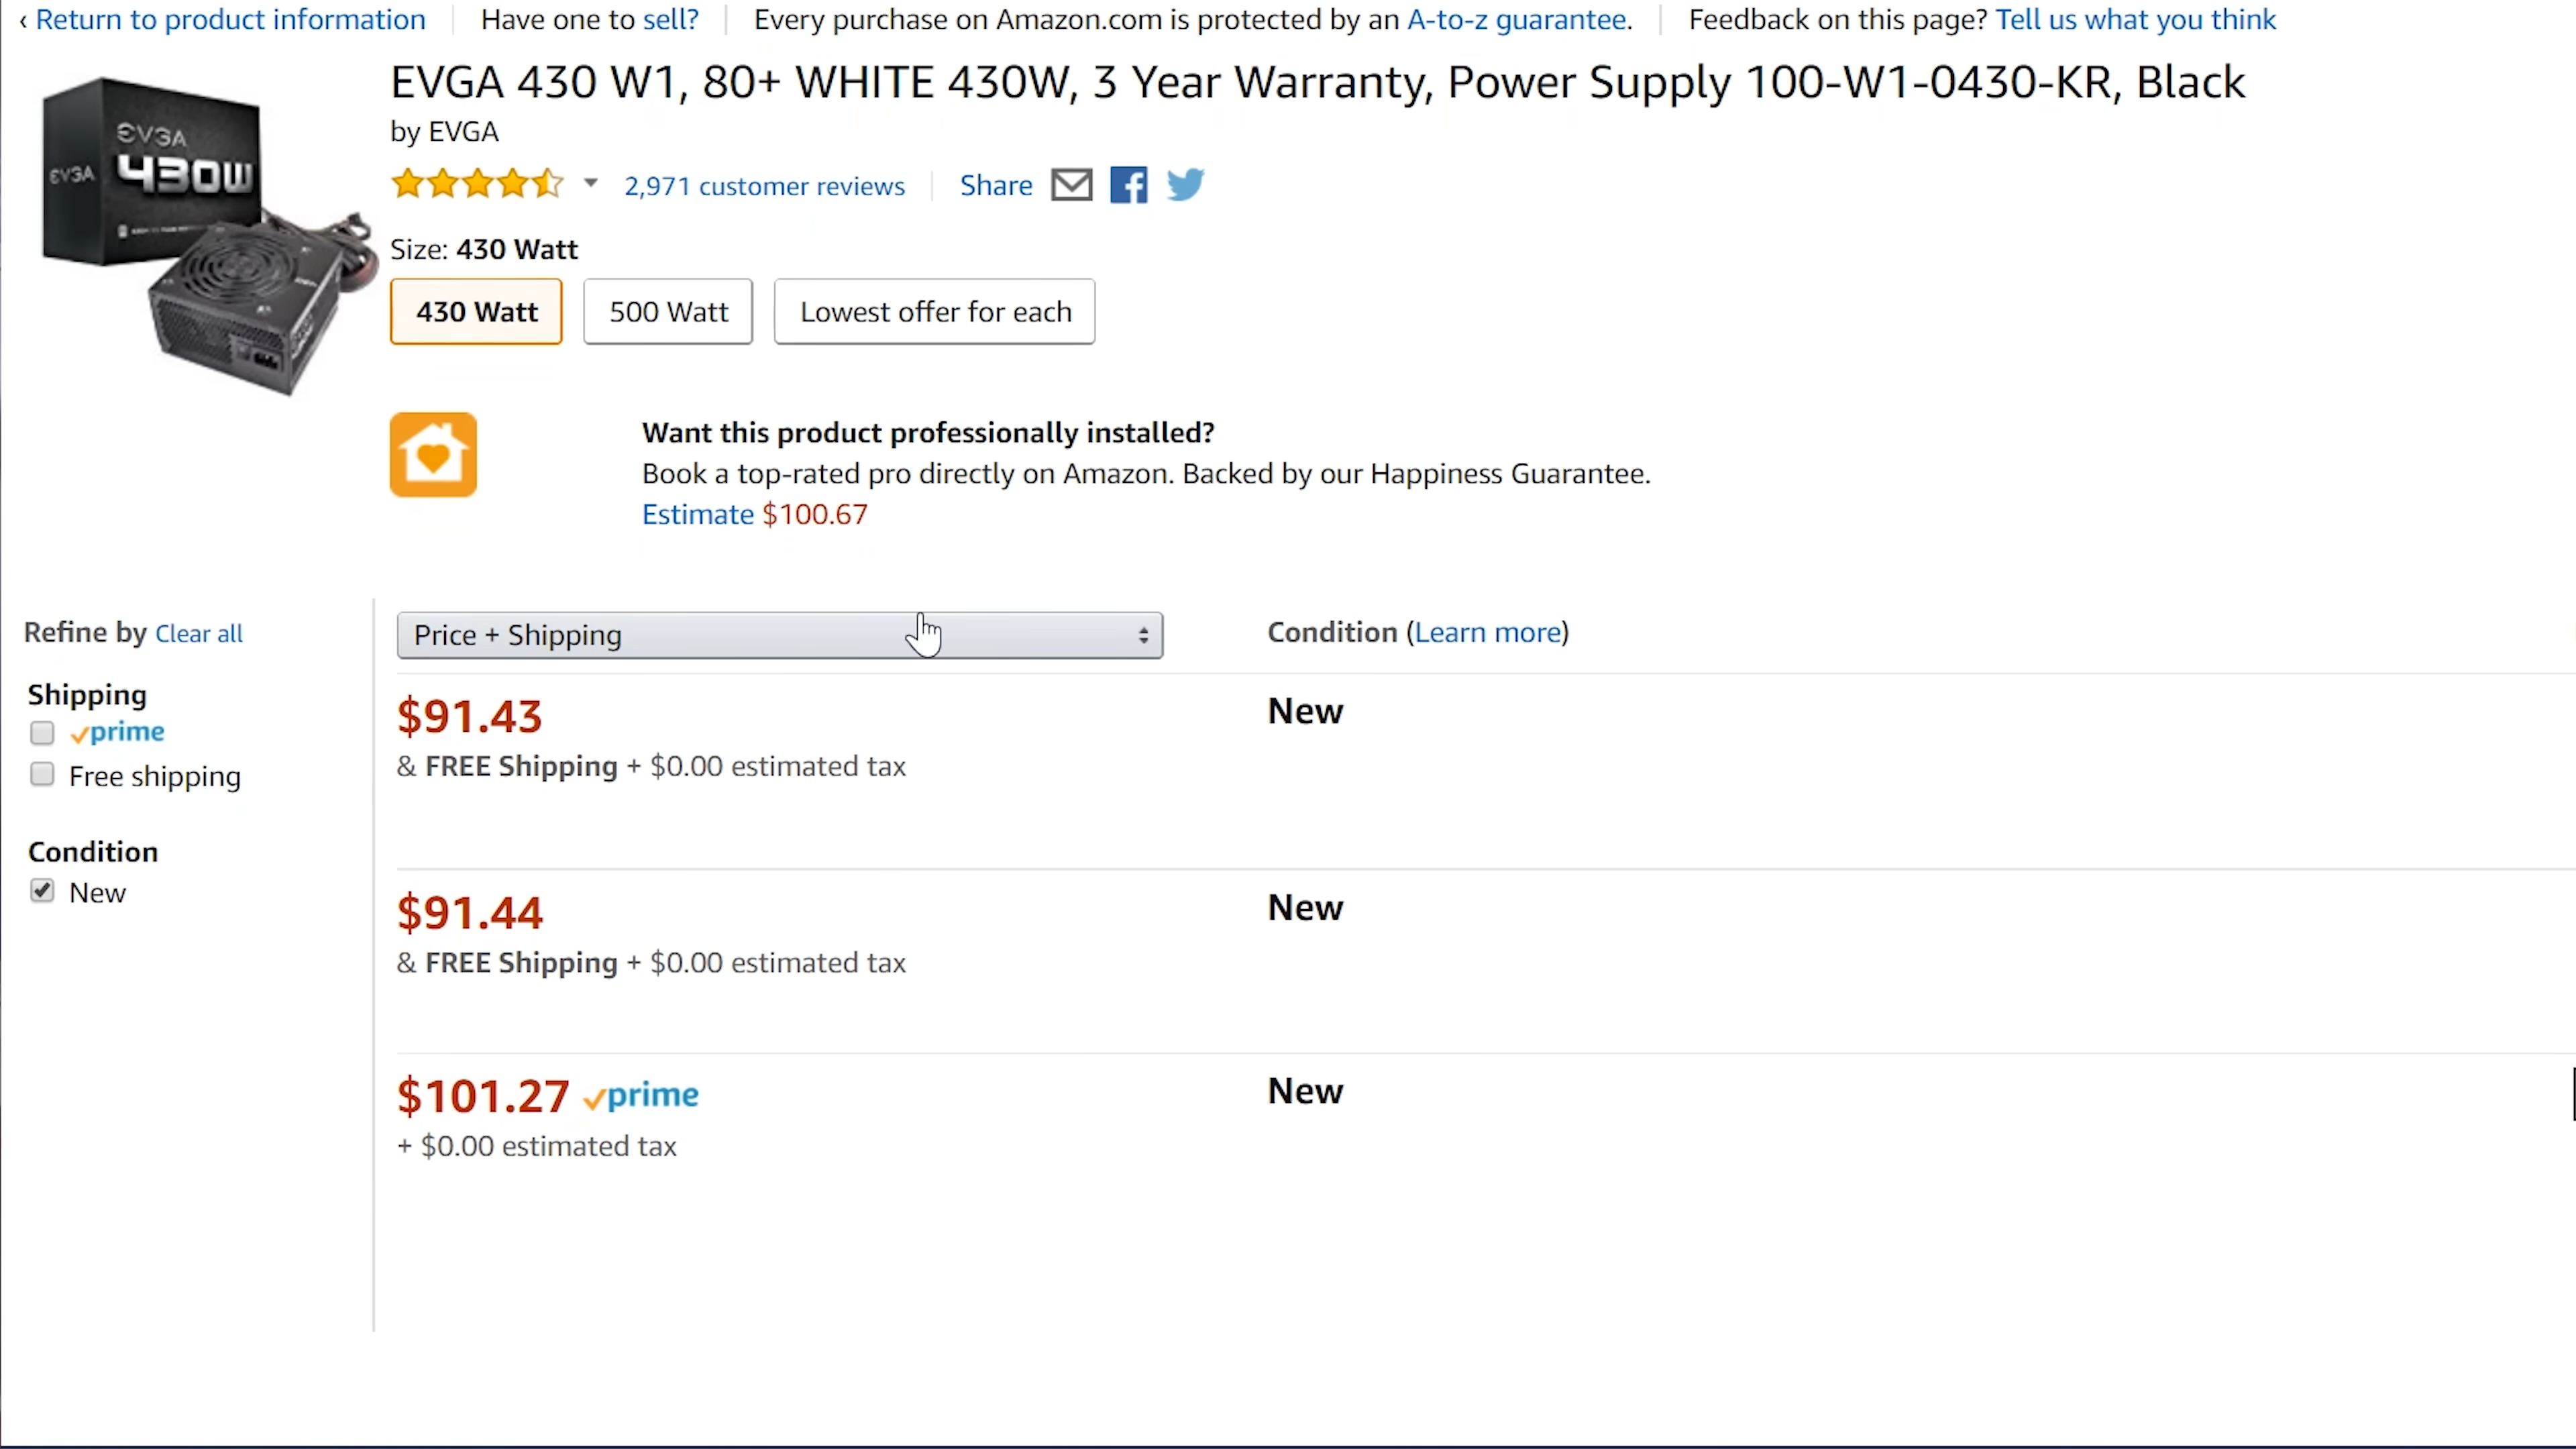 ‹ Return to product information Have one to sell? Every purchase on Amazon.com is protected by an A-to-z guarantee. Feedback on this page? Tell us what you think
EVGA 430 W1, 80+ WHITE 430W, 3 Year Warranty, Power Supply 100-W1-0430-KR, Black
by EVGA
2,971 customer reviews Share
EVGA
430W
EVGA
Size: 430 Watt
430 Watt 500 Watt Lowest offer for each
Want this product professionally installed?
Book a top-rated pro directly on Amazon. Backed by our Happiness Guarantee.
Estimate $100.67
Refine by Clear all
Shipping
prime
Free shipping
Condition
New
Price + Shipping Condition (Learn more)
$91.43 New
& FREE Shipping + $0.00 estimated tax
$91.44 New
& FREE Shipping + $0.00 estimated tax
$101.27 prime New
+ $0.00 estimated tax